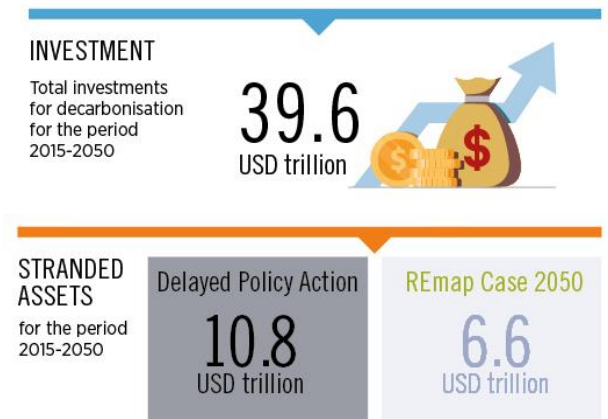 INVESTMENT
Total investments
for decarbonisation
for the period
2015-2050
39.6
USD trillion
$
$
STRANDED
ASSETS
for the period
2015-2050
Delayed Policy Action
10.8
USD trillion
REmap Case 2050
6.6
USD trillion